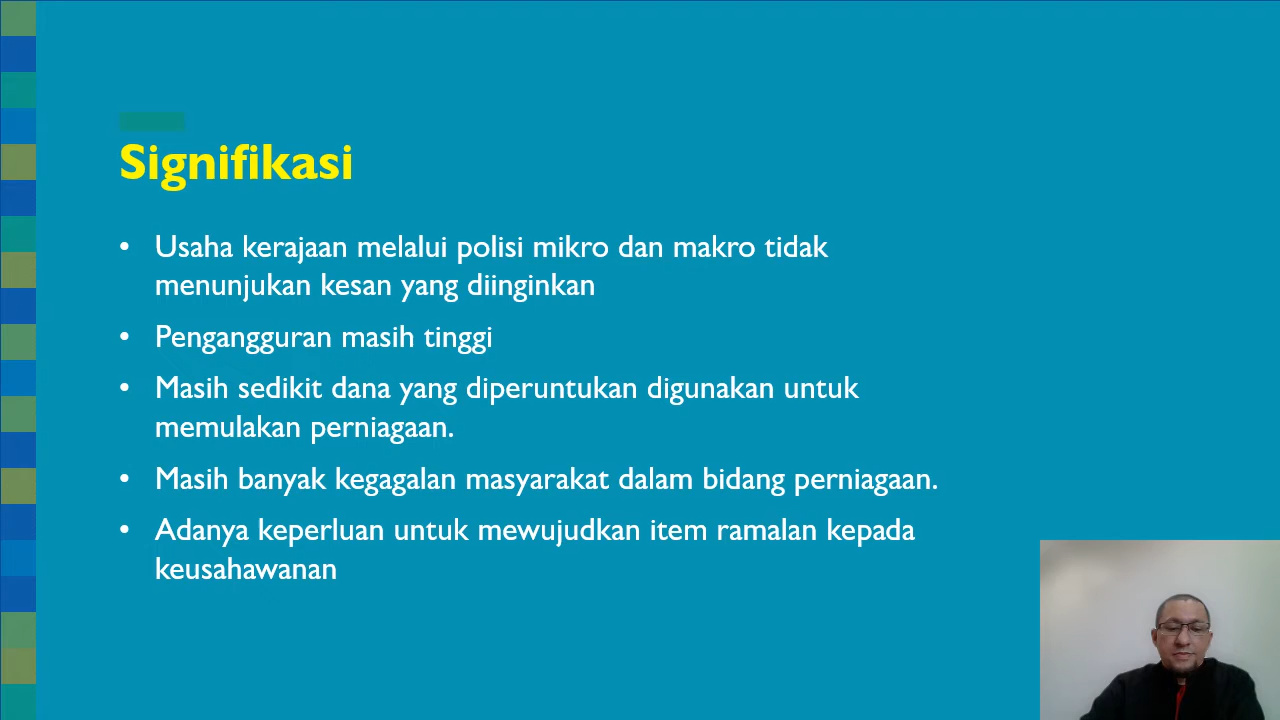 Signifikasi
• Usaha kerajaan melalui polisi mikro dan makro tidak
menunjukan kesan yang diinginkan
• Pengangguran masih tinggi
• Masih sedikit dana yang diperuntukan digunakan untuk
memulakan perniagaan.
• Masih banyak kegagalan masyarakat dalam bidang perniagaan.
• Adanya keperluan untuk mewujudkan item ramalan kepada
keusahawanan